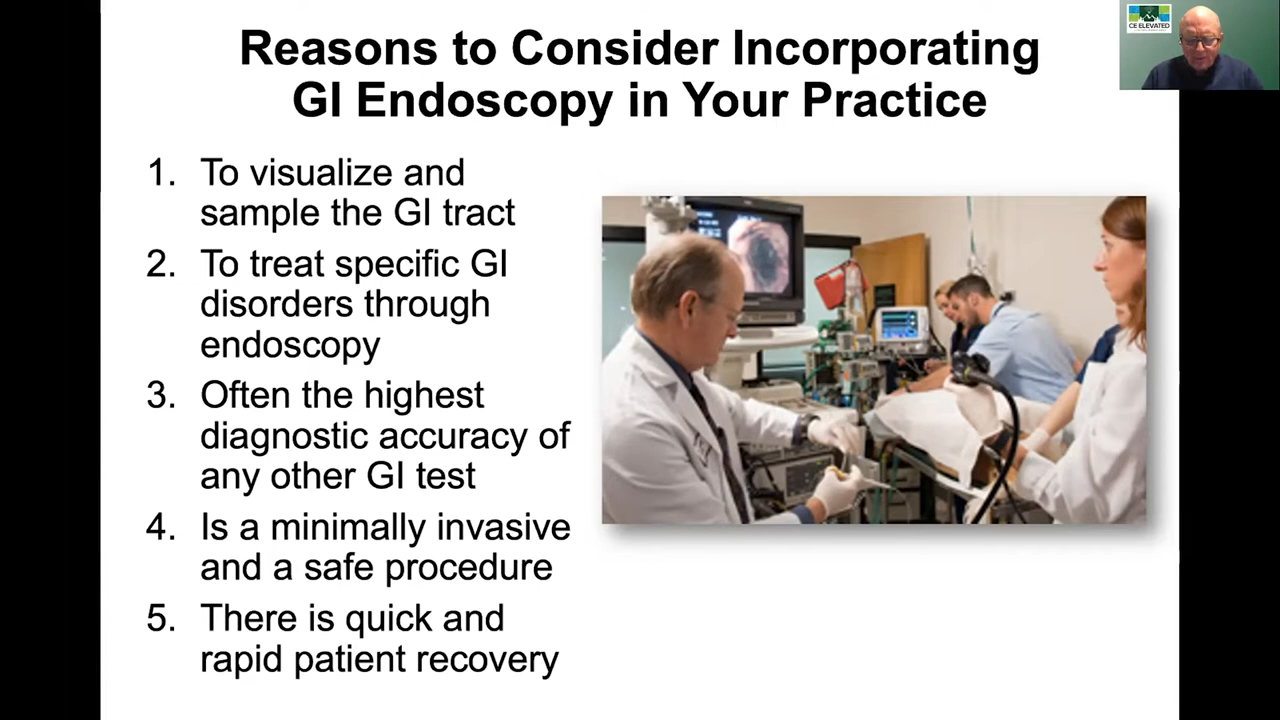 Reasons to Consider Incorporating
GI Endoscopy in Your Practice
CE ELEVATED
1. To visualize and
sample the GI tract
2. To treat specific GI
disorders through
endoscopy
3. Often the highest
diagnostic accuracy of
any other GI test
4. Is a minimally invasive
and a safe procedure
5. There is quick and
rapid patient recovery